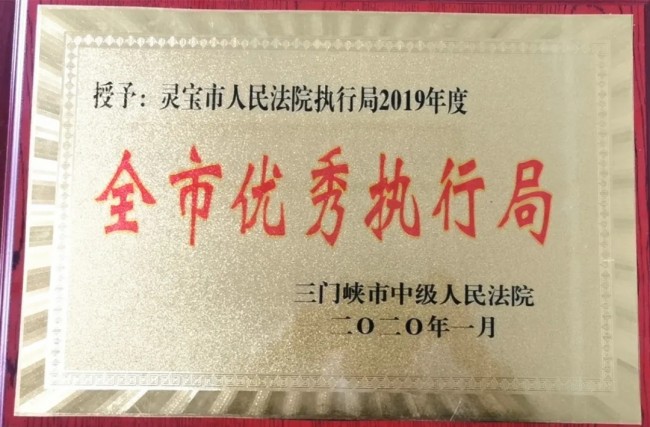 授予：灵宝市人民法院执行局2019年度
全市优秀执行局
三门峡市中级人民法院
二〇二〇年一月